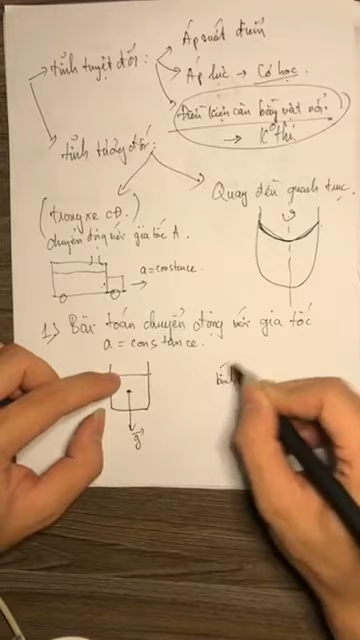 Áp suất điểm
tĩnh tuyệt đối:
Áp lực → Cơ học.
Điều kiện cân bằng vật nổi
→ K° thi
tĩnh tương đối:
Quay đều quanh trục.
(trong xe CĐ.)
chuyển động với gia tốc A.
a = constance.
1) Bài toán chuyển động với gia tốc
a = constance.
g